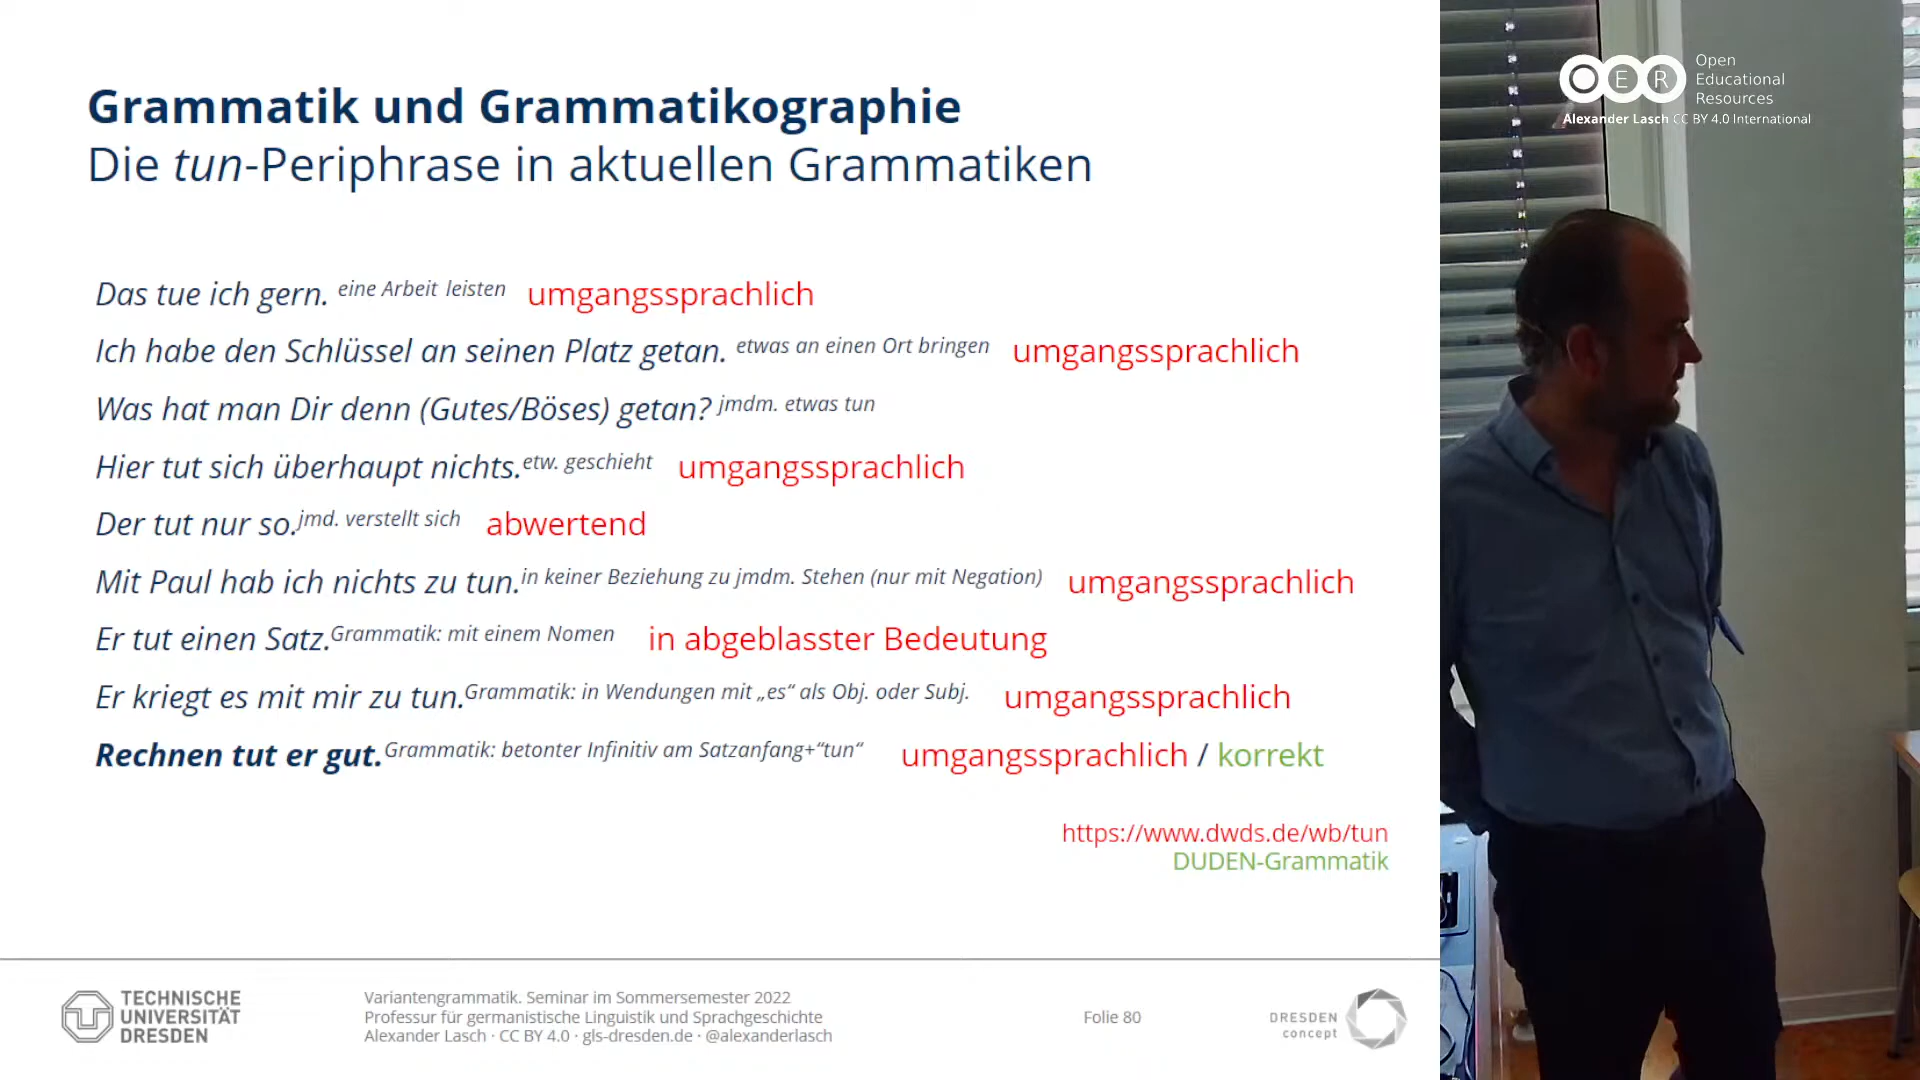 Grammatik und Grammatikographie
Die tun-Periphrase in aktuellen Grammatiken
Das tue ich gern. eine Arbeit leisten umgangssprachlich
Ich habe den Schlüssel an seinen Platz getan. etwas an einen Ort bringen umgangssprachlich
Was hat man Dir denn (Gutes/Böses) getan? jmdm. etwas tun
Hier tut sich überhaupt nichts. etw. geschieht umgangssprachlich
Der tut nur so. jmd. verstellt sich abwertend
Mit Paul hab ich nichts zu tun. in keiner Beziehung zu jmdm. Stehen (nur mit Negation) umgangssprachlich
Er tut einen Satz. Grammatik: mit einem Nomen in abgeblasster Bedeutung
Er kriegt es mit mir zu tun. Grammatik: in Wendungen mit „es“ als Obj. oder Subj. umgangssprachlich
Rechnen tut er gut. Grammatik: betonter Infinitiv am Satzanfang+“tun“ umgangssprachlich / korrekt
https://www.dwds.de/wb/tun
DUDEN-Grammatik
TECHNISCHE
UNIVERSITÄT
DRESDEN
Variantengrammatik. Seminar im Sommersemester 2022
Professur für germanistische Linguistik und Sprachgeschichte
Alexander Lasch · CC BY 4.0 · gls-dresden.de · @alexanderlasch
Folie 80
DRESDEN
concept
OER
Open
Educational
Resources
Alexander Lasch CC BY 4.0 International